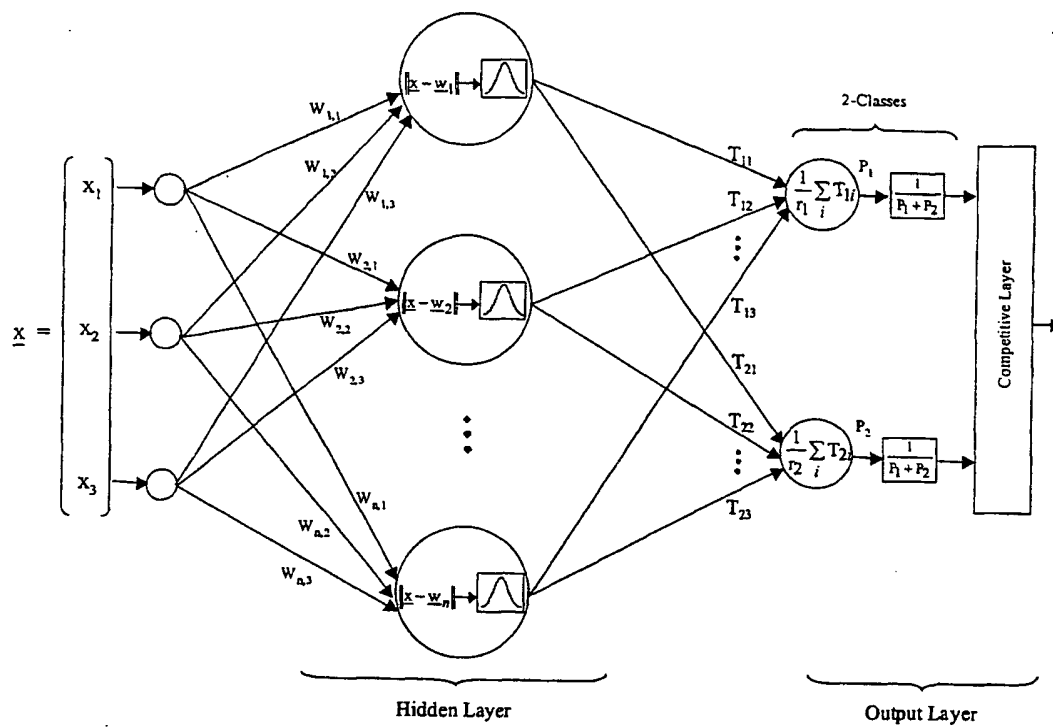 x = 
x1
x2
x3
W1,1
W1,2
W1,3
W2,1
W2,2
W2,3
Wn,1
Wn,2
Wn,3
‖x - w1‖
‖x - w2‖
‖x - wn‖
Hidden Layer
T11
T12
T13
T21
T22
T23
2-Classes
1/r1 Σi T1i
P1
1/(P1 + P2)
1/r2 Σi T2i
P2
1/(P1 + P2)
Competitive Layer
Output Layer